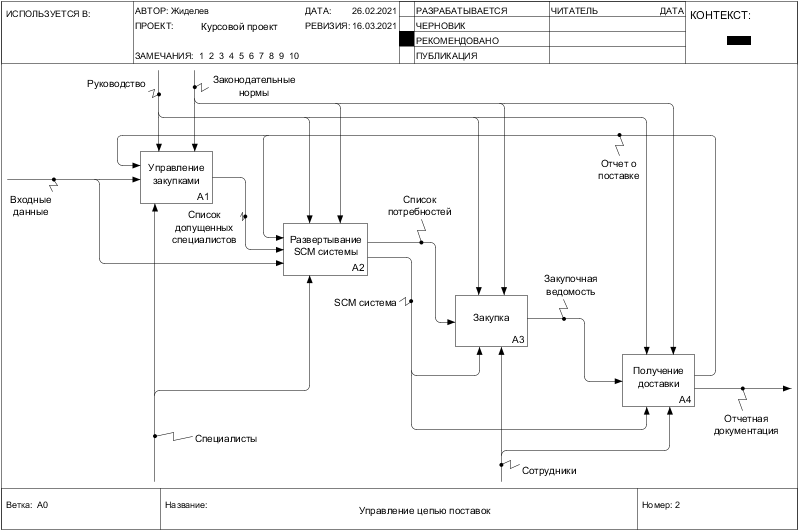 ИСПОЛЬЗУЕТСЯ В:
АВТОР: Жиделев
ДАТА: 26.02.2021
ПРОЕКТ: Курсовой проект
РЕВИЗИЯ: 16.03.2021
ЗАМЕЧАНИЯ: 1 2 3 4 5 6 7 8 9 10
РАЗРАБАТЫВАЕТСЯ
ЧЕРНОВИК
РЕКОМЕНДОВАНО
ПУБЛИКАЦИЯ
ЧИТАТЕЛЬ
ДАТА
КОНТЕКСТ:
Руководство
Законодательные
нормы
Управление
закупками
A1
Входные
данные
Список
допущенных
специалистов
Отчет о
поставке
Список
потребностей
Развертывание
SCM системы
A2
SCM система
Закупочная
ведомость
Закупка
A3
Получение
доставки
A4
Отчетная
документация
Специалисты
Сотрудники
Ветка: A0
Название:
Управление цепью поставок
Номер: 2